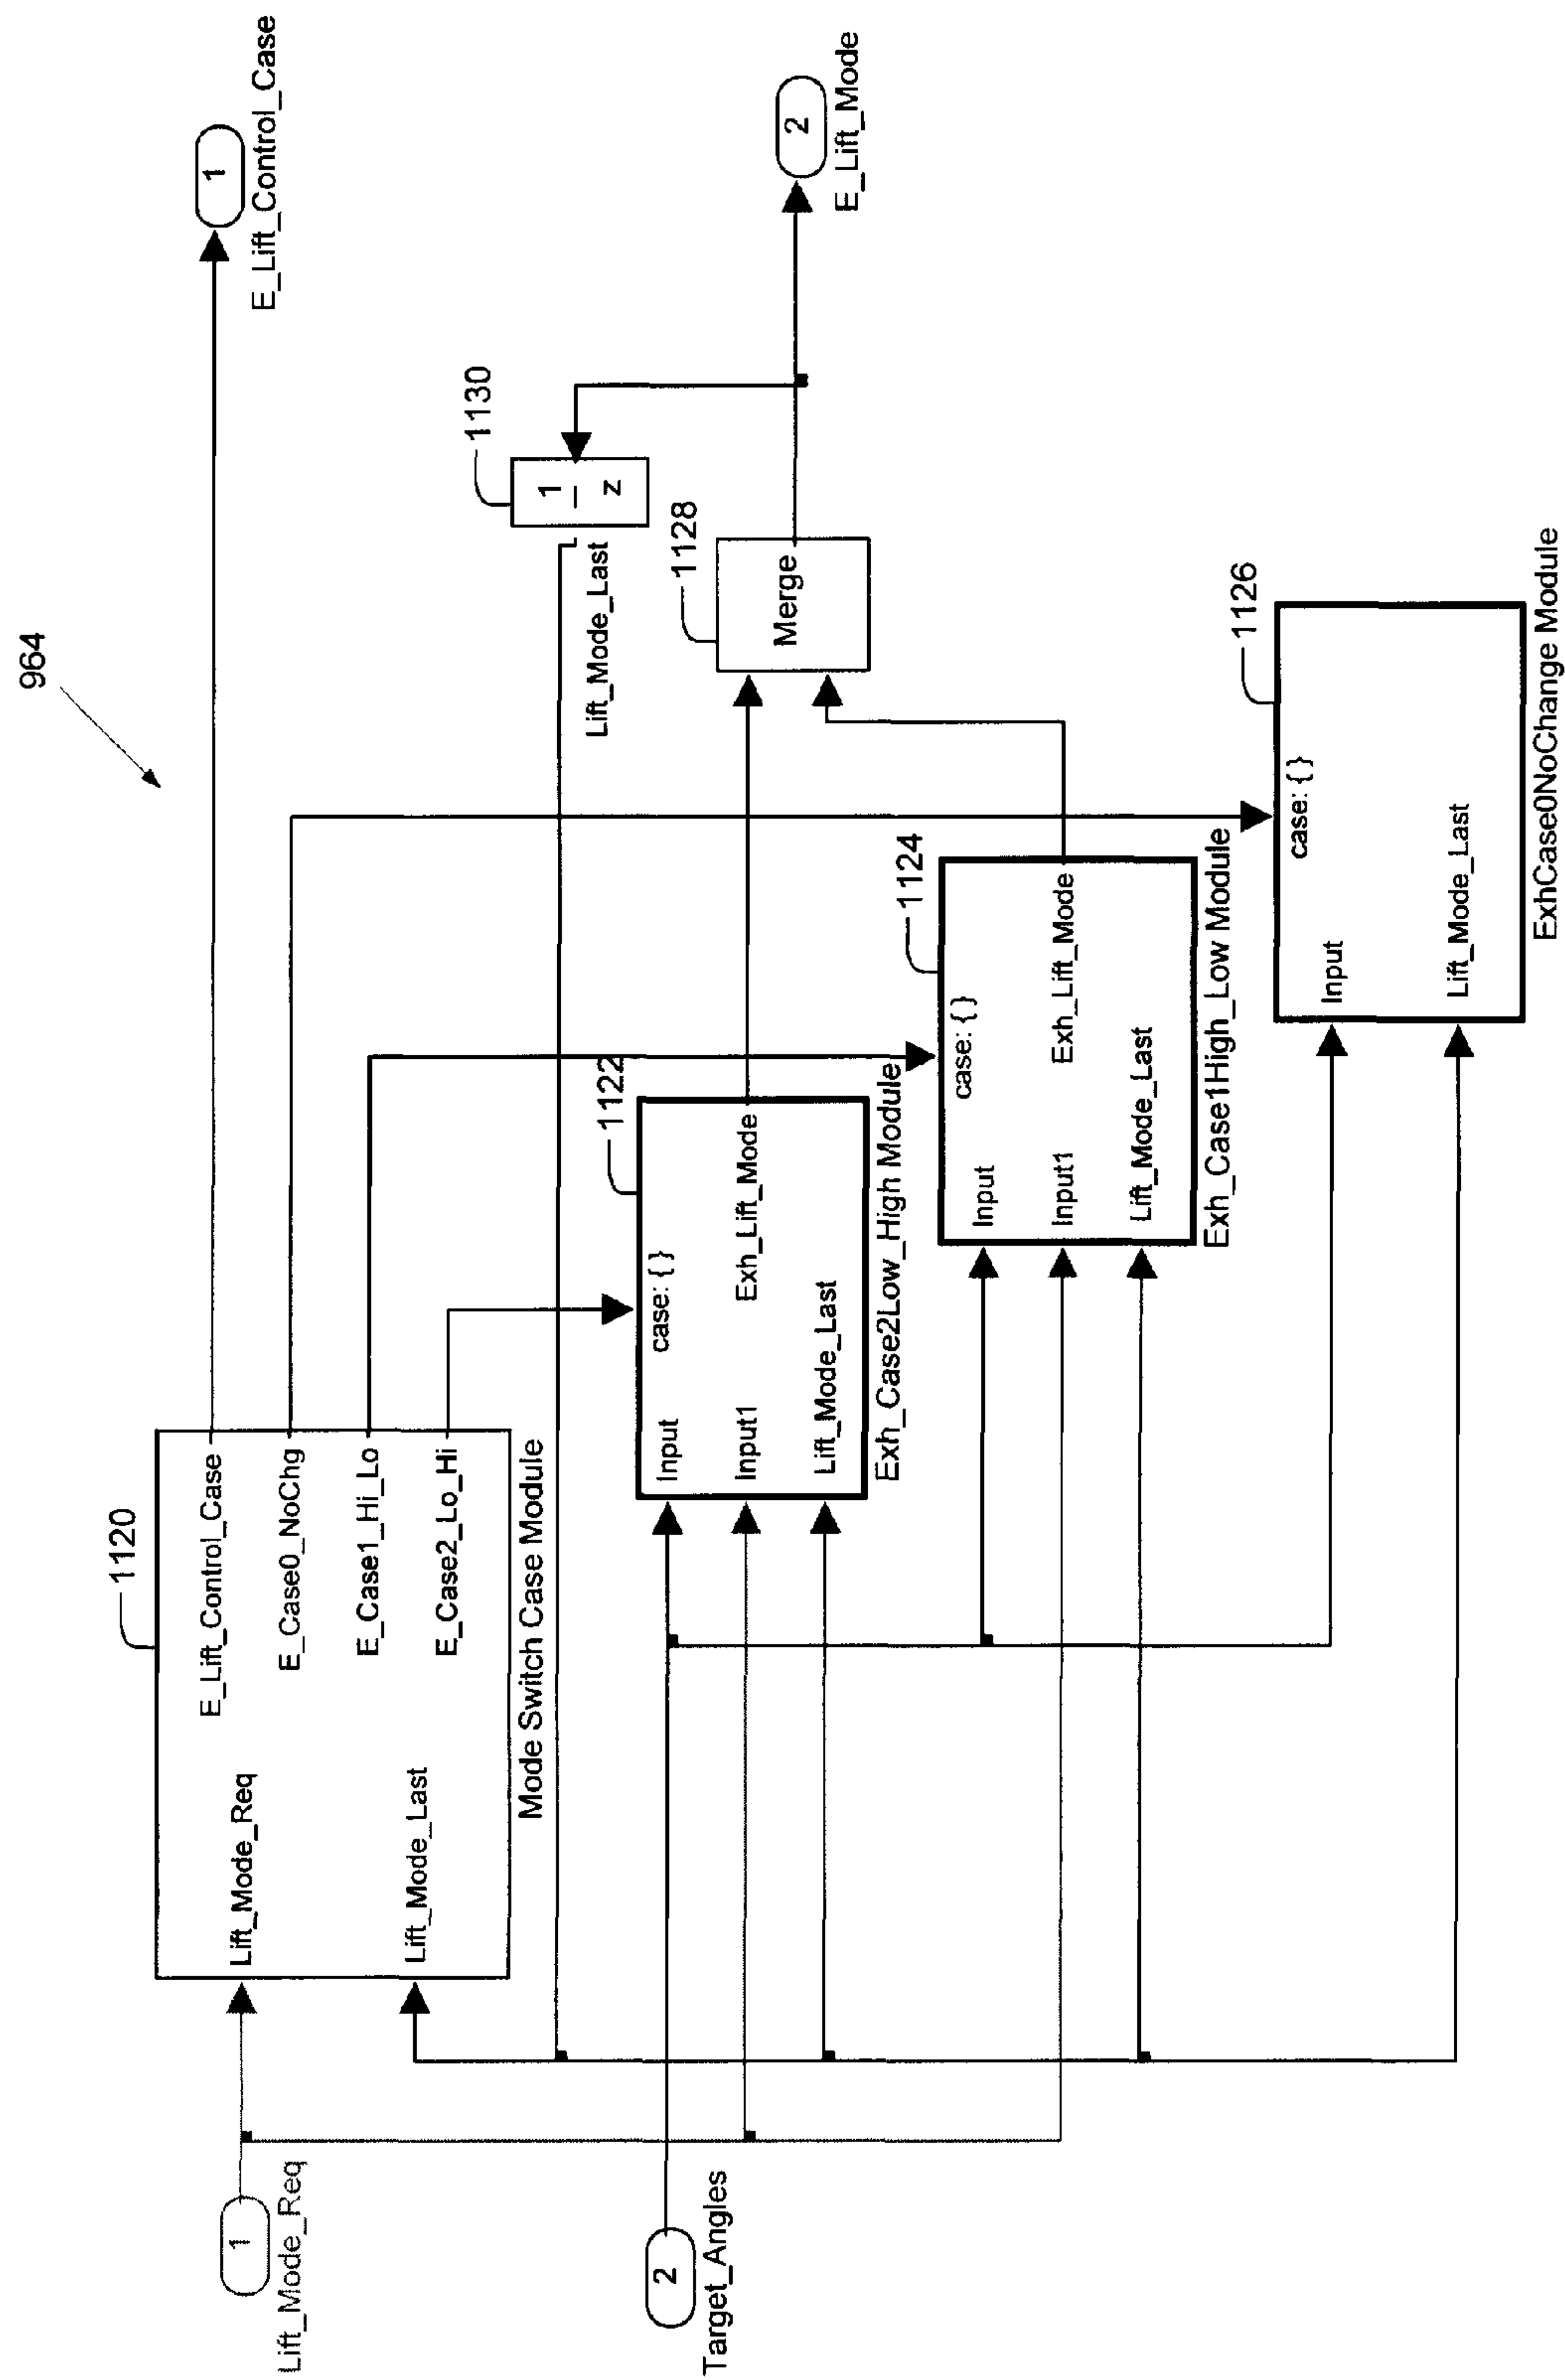 964
1
E_Lift_Control_Case
1120
Lift_Mode_Req
Lift_Mode_Last
E_Lift_Control_Case
E_Case0_NoChg
E_Case1_Hi_Lo
E_Case2_Lo_Hi
Mode Switch Case Module
1
Lift_Mode_Req
1130
1
z
Lift_Mode_Last
2
E_Lift_Mode
1128
Merge
2
Target_Angles
1122
case: { }
Input
Input1
Exh_Lift_Mode
Lift_Mode_Last
Exh_Case2Low_High Module
1124
case: { }
Input
Input1
Exh_Lift_Mode
Lift_Mode_Last
Exh_Case1High_Low Module
1126
case: { }
Input
Lift_Mode_Last
ExhCase0NoChange Module